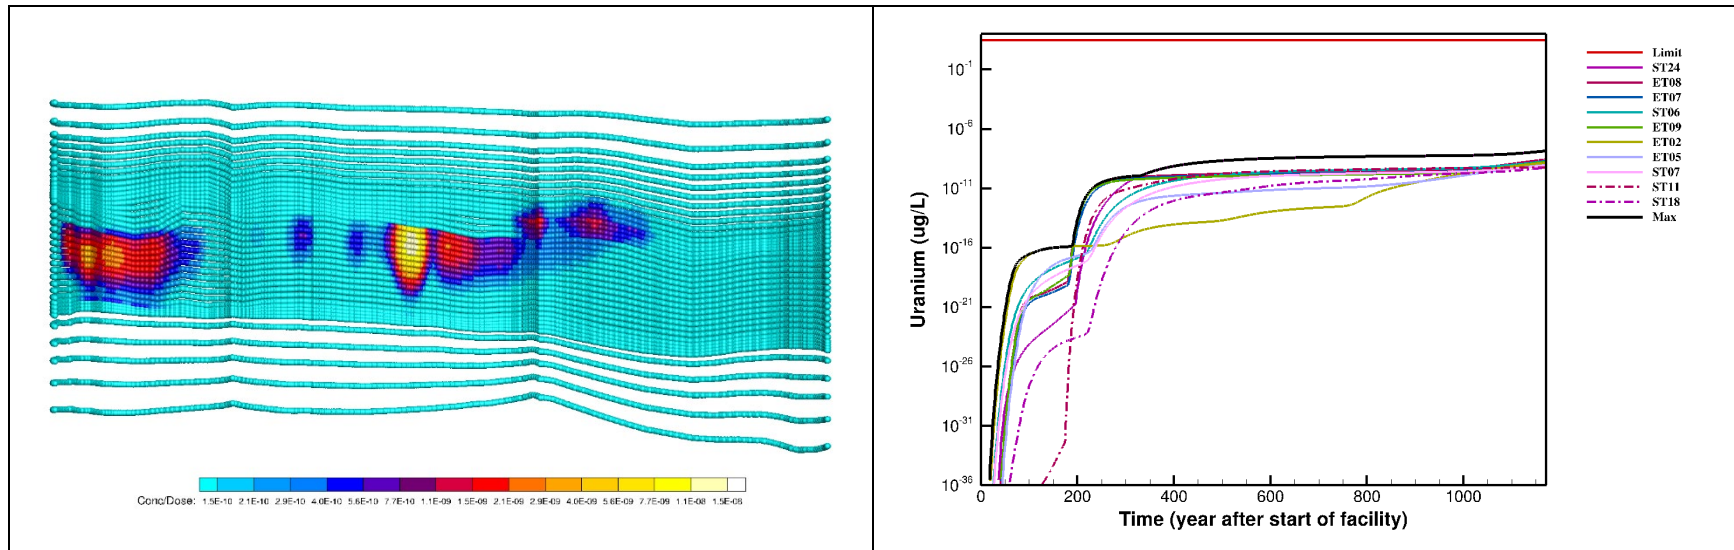 Conc/Dose: 1.5E-10 2.1E-10 2.9E-10 4.0E-10 5.6E-10 7.7E-10 1.1E-09 1.5E-09 2.1E-09 2.9E-09 4.0E-09 5.6E-09 7.7E-09 1.1E-08 1.5E-08
Uranium (ug/L)
10-1
10-6
10-11
10-16
10-21
10-26
10-31
10-36
0 200 400 600 800 1000
Time (year after start of facility)
Limit
ST24
ET08
ET07
ST06
ET09
ET02
ET05
ST07
ST11
ST18
Max